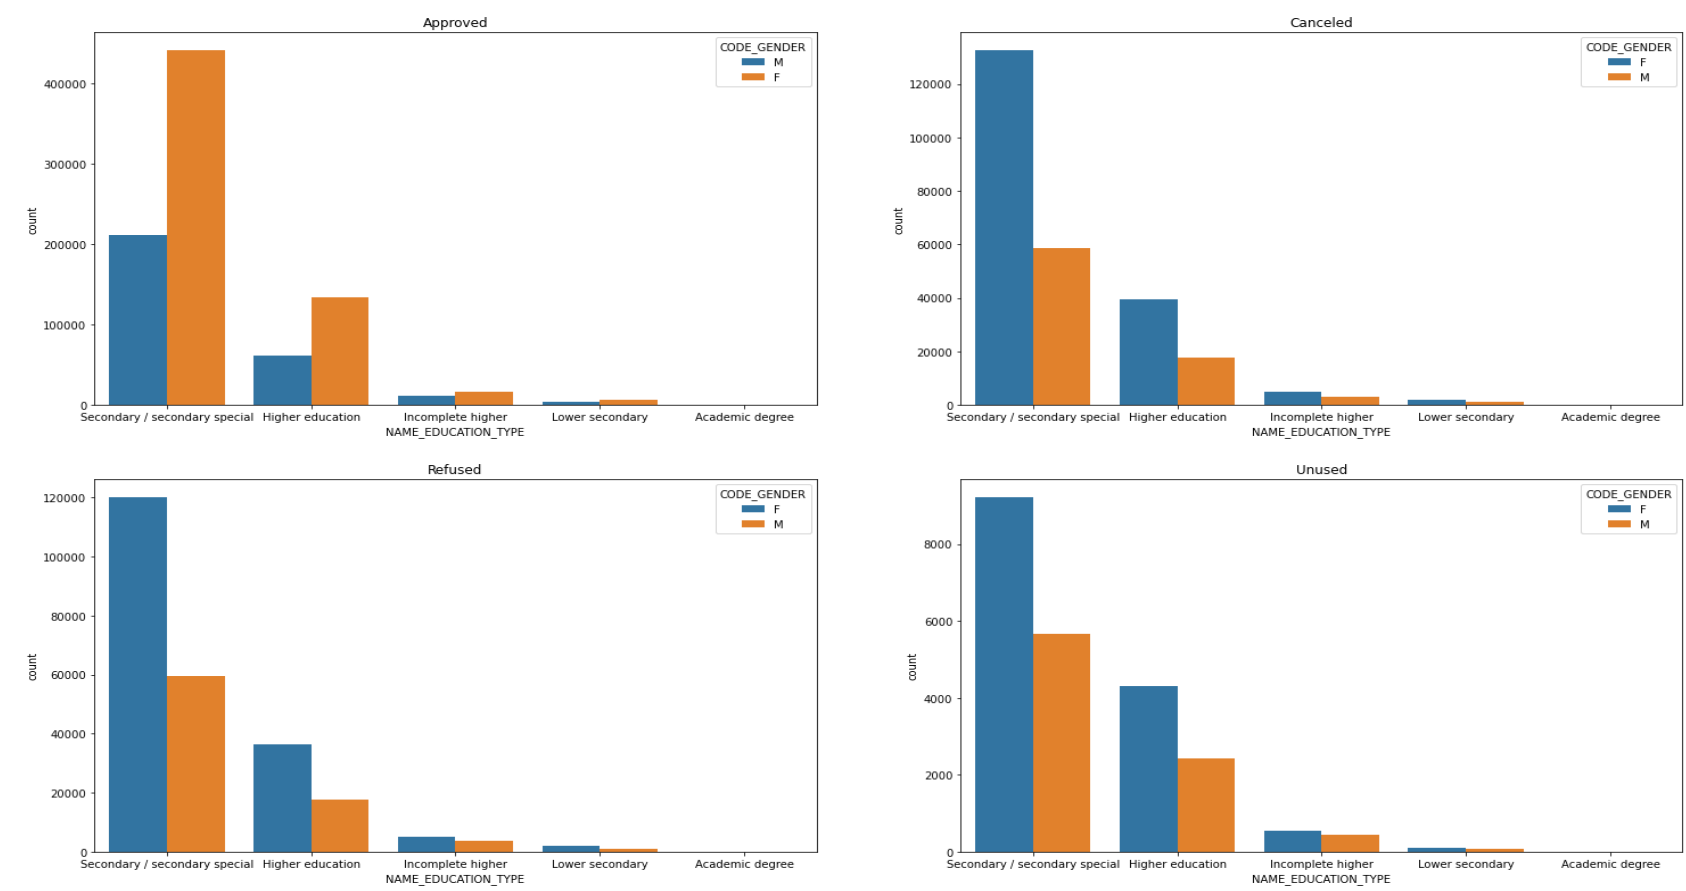 Approved
CODE_GENDER
M
F
400000
300000
200000
100000
0
count
Secondary / secondary special Higher education Incomplete higher Lower secondary Academic degree
NAME_EDUCATION_TYPE
Canceled
CODE_GENDER
F
M
120000
100000
80000
60000
40000
20000
0
count
Secondary / secondary special Higher education Incomplete higher Lower secondary Academic degree
NAME_EDUCATION_TYPE
Refused
CODE_GENDER
F
M
120000
100000
80000
60000
40000
20000
0
count
Secondary / secondary special Higher education Incomplete higher Lower secondary Academic degree
NAME_EDUCATION_TYPE
Unused
CODE_GENDER
F
M
8000
6000
4000
2000
0
count
Secondary / secondary special Higher education Incomplete higher Lower secondary Academic degree
NAME_EDUCATION_TYPE